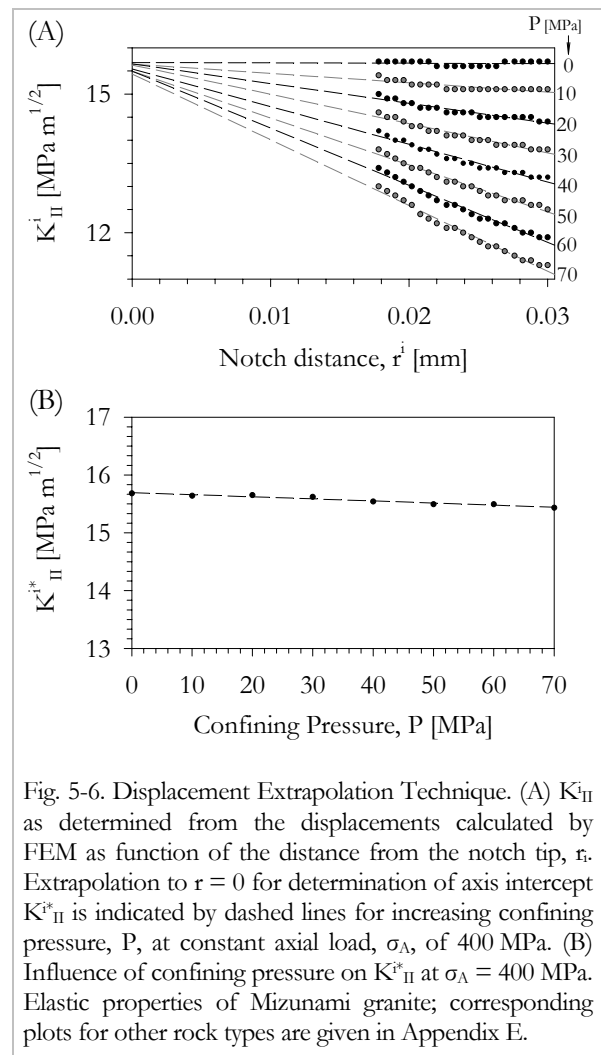 (A)
P [MPa]
15
12
0
10
20
30
40
50
60
70
K^i_II [MPa m^1/2]
0.00 0.01 0.02 0.03
Notch distance, r^i [mm]
(B)
17
16
15
14
13
K^i*_II [MPa m^1/2]
0 10 20 30 40 50 60 70
Confining Pressure, P [MPa]
Fig. 5-6. Displacement Extrapolation Technique. (A) K^i_II
as determined from the displacements calculated by
FEM as function of the distance from the notch tip, r_i.
Extrapolation to r = 0 for determination of axis intercept
K^i*_II is indicated by dashed lines for increasing confining
pressure, P, at constant axial load, σ_A, of 400 MPa. (B)
Influence of confining pressure on K^i*_II at σ_A = 400 MPa.
Elastic properties of Mizunami granite; corresponding
plots for other rock types are given in Appendix E.